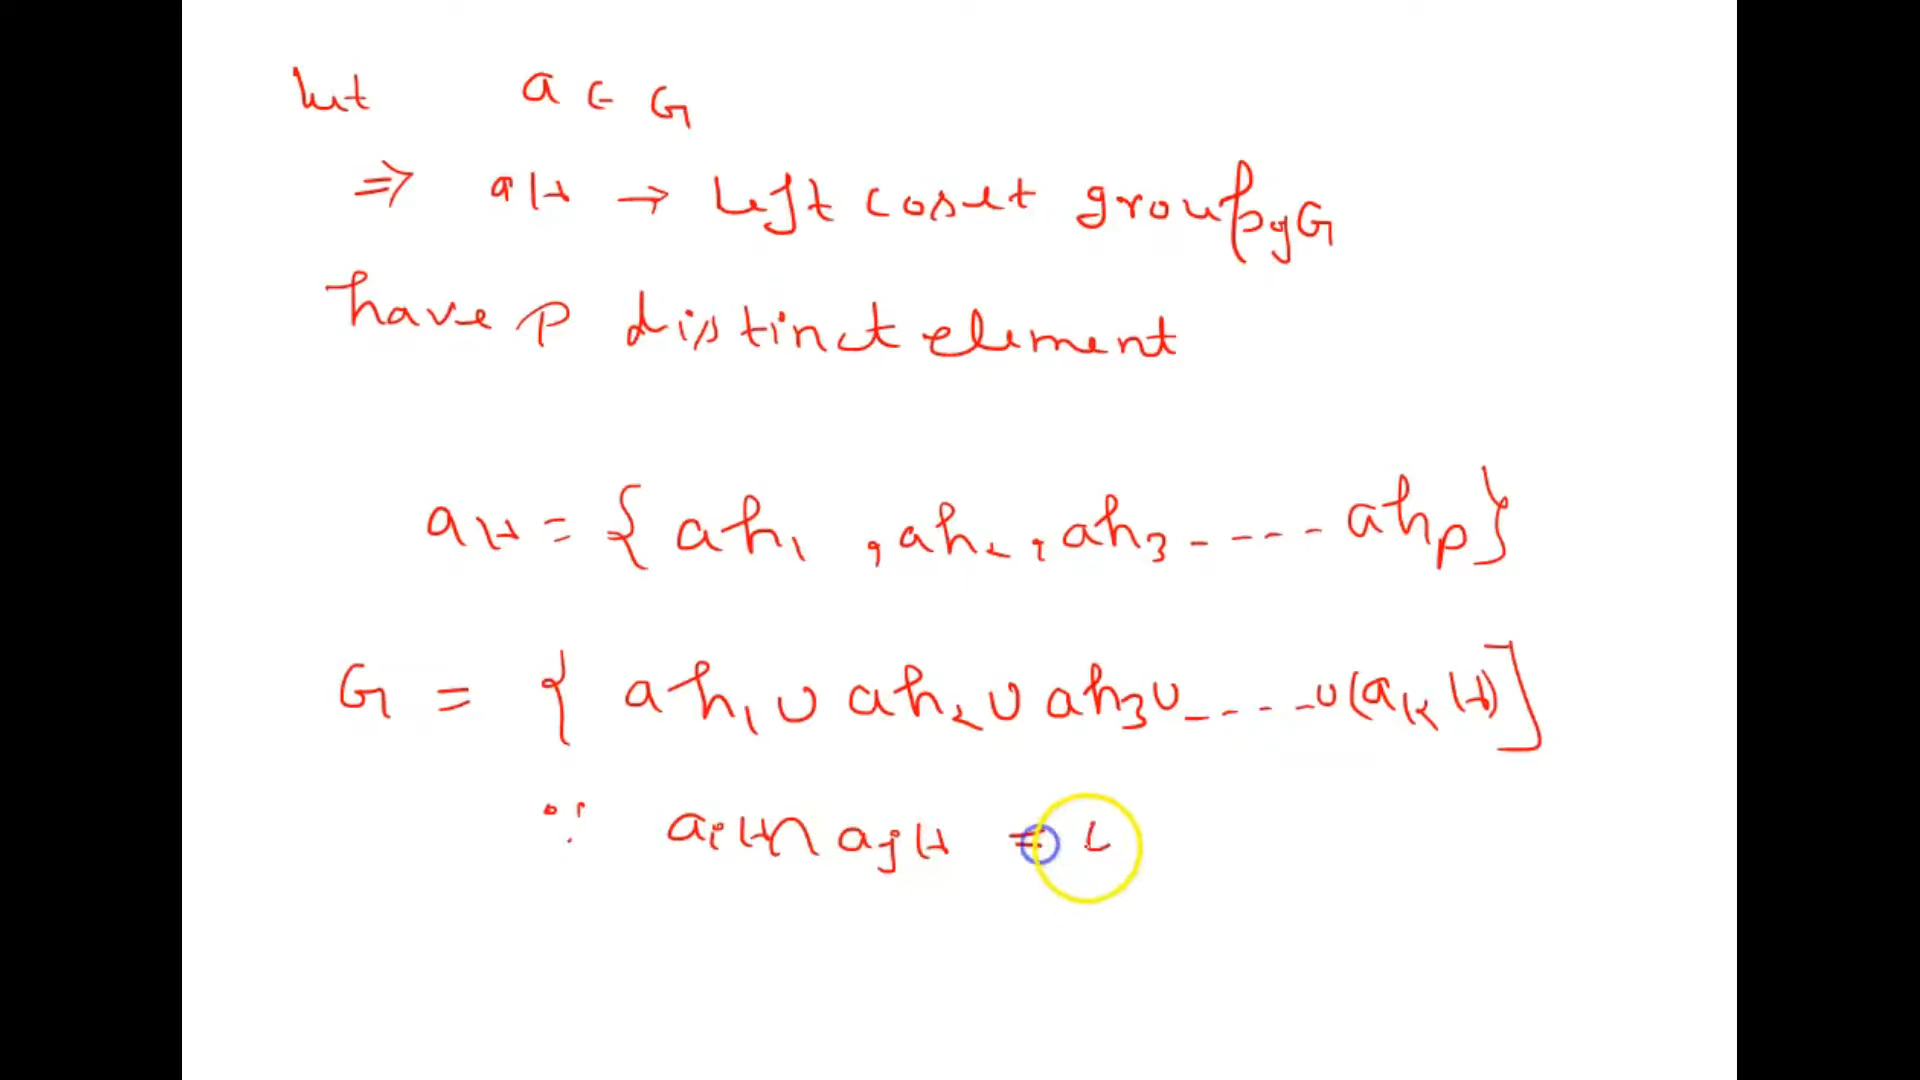 let a ∈ G
⇒ aH → Left coset group of G
have P distinct element
aH = { ah₁ , ah₂ , ah₃ ---- ahp }
G = { ah₁ ∪ ah₂ ∪ ah₃ ∪ ----- ∪ (aₖ H) ]
∵ aᵢH ∩ aⱼH =